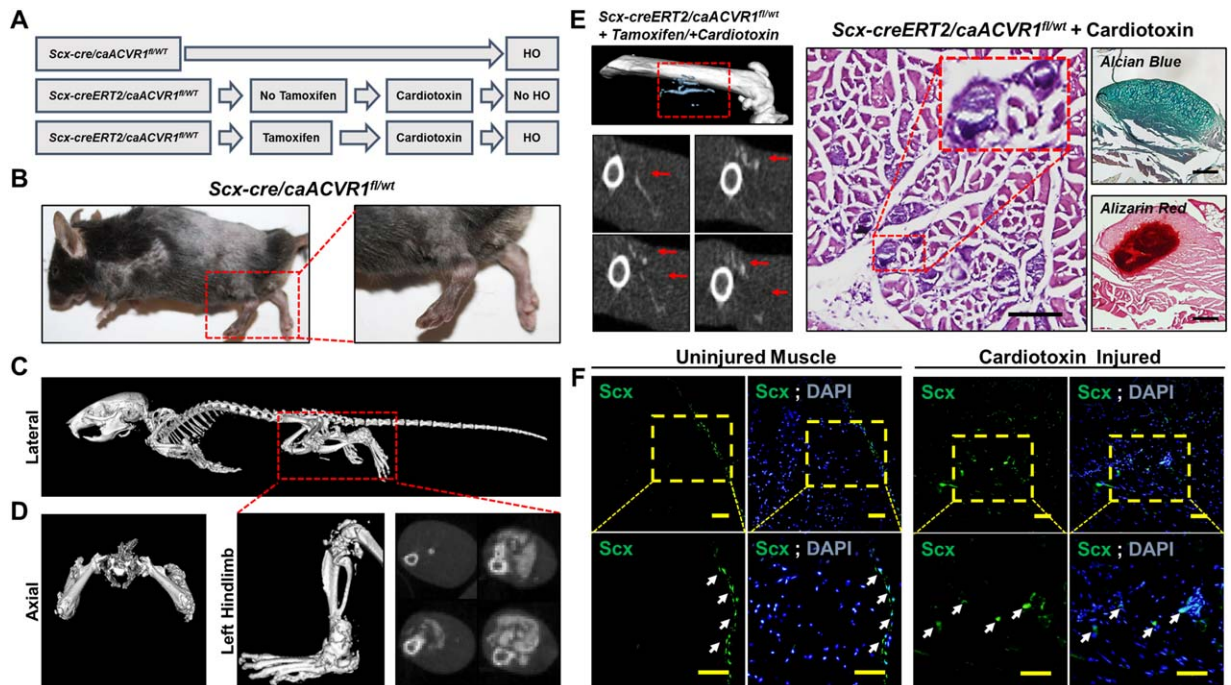 A
Scx-cre/caACVR1fl/WT
HO
Scx-creERT2/caACVR1fl/WT
No Tamoxifen
Cardiotoxin
No HO
Scx-creERT2/caACVR1fl/WT
Tamoxifen
Cardiotoxin
HO
B
Scx-cre/caACVR1fl/wt
C
Lateral
D
Axial
Left Hindlimb
E
Scx-creERT2/caACVR1fl/wt
+ Tamoxifen/+Cardiotoxin
Scx-creERT2/caACVR1fl/wt + Cardiotoxin
Alcian Blue
Alizarin Red
F
Uninjured Muscle
Cardiotoxin Injured
Scx
Scx ; DAPI
Scx
Scx ; DAPI
Scx
Scx ; DAPI
Scx
Scx ; DAPI